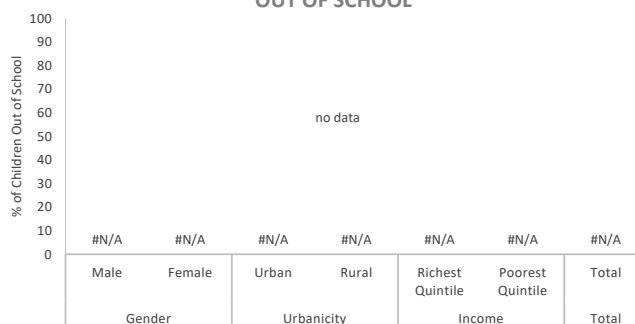 OUT OF SCHOOL
100
90
80
70
60
50
40
30
20
10
0
% of Children Out of School
no data
#N/A #N/A #N/A #N/A #N/A #N/A #N/A
Male Female Urban Rural Richest Quintile Poorest Quintile Total
Gender Urbanicity Income Total